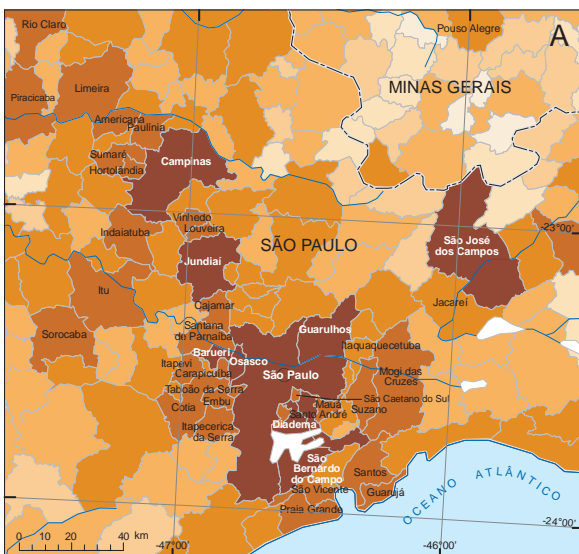 Rio Claro
Pouso Alegre
A
MINAS GERAIS
Limeira
Piracicaba
Americana
Paulínia
Sumaré
Hortolândia
Campinas
Vinhedo
Louveira
Indaiatuba
SÃO PAULO
São José
dos Campos
-23°00'
Jundiaí
Itu
Cajamar
Jacareí
Sorocaba
Santana
de Parnaíba
Guarulhos
Itaquaquecetuba
Barueri
Osasco
Itapevi
Carapicuíba
São Paulo
Mogi das
Cruzes
Taboão da Serra
Embu
São Caetano do Sul
Cotia
Mauá
Santo André
Suzano
Diadema
Itapecerica
da Serra
São
Bernardo
do Campo
Santos
São Vicente
Guarujá
Praia Grande
OCEANO ATLÂNTICO
-24°00'
0 10 20 40 km
-47°00'
-46°00'